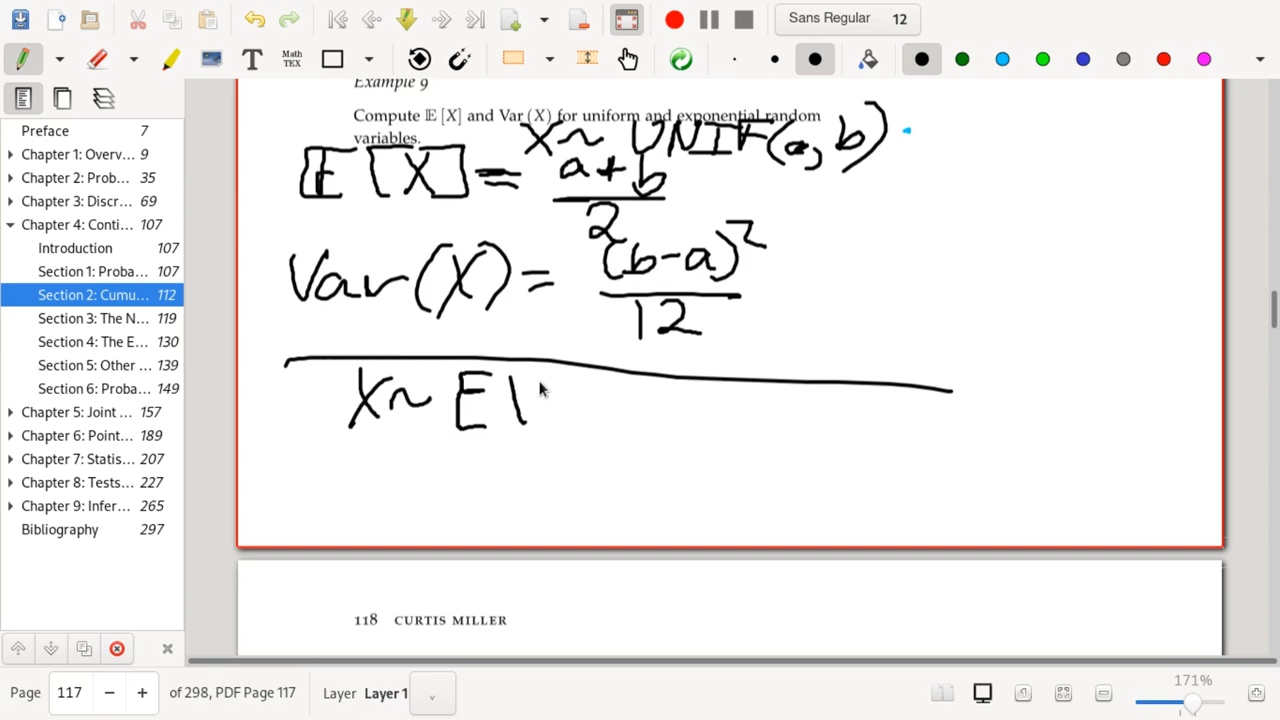 Sans Regular 12
Math
TEX
Preface 7
Chapter 1: Overv... 9
Chapter 2: Prob... 35
Chapter 3: Discr... 69
Chapter 4: Conti... 107
Introduction 107
Section 1: Proba... 107
Section 2: Cumu... 112
Section 3: The N... 119
Section 4: The E... 130
Section 5: Other ... 139
Section 6: Proba... 149
Chapter 5: Joint ... 157
Chapter 6: Point... 189
Chapter 7: Statis... 207
Chapter 8: Tests... 227
Chapter 9: Infer... 265
Bibliography 297
Example 9
Compute 𝔼 [X] and Var (X) for uniform and exponential random
variables.
X ~ UNIF(a, b)
E[X] = a + b
2
Var(X) = (b-a)²
12
X ~ E
118 CURTIS MILLER
Page 117 of 298, PDF Page 117
Layer Layer 1
171%